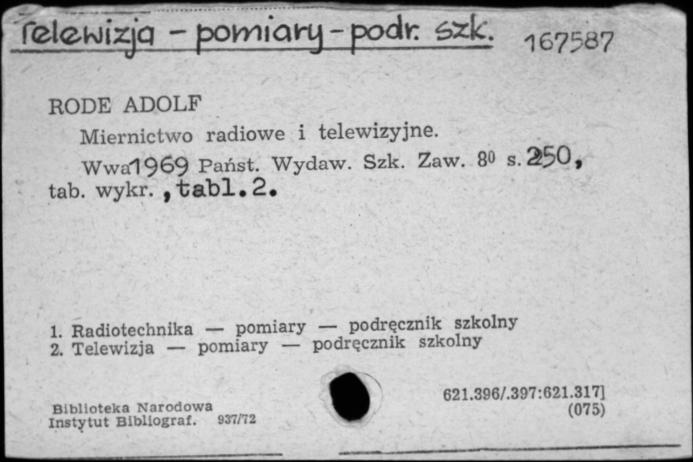 Telewizja - pomiary - podr. szk.
167587
RODE ADOLF
Miernictwo radiowe i telewizyjne.
Wwa1969 Państ. Wydaw. Szk. Zaw. 8⁰ s. 250,
tab. wykr. , tabl. 2.
1. Radiotechnika — pomiary — podręcznik szkolny
2. Telewizja — pomiary — podręcznik szkolny
621.396/.397:621.317]
(075)
Biblioteka Narodowa
Instytut Bibliograf. 937/72